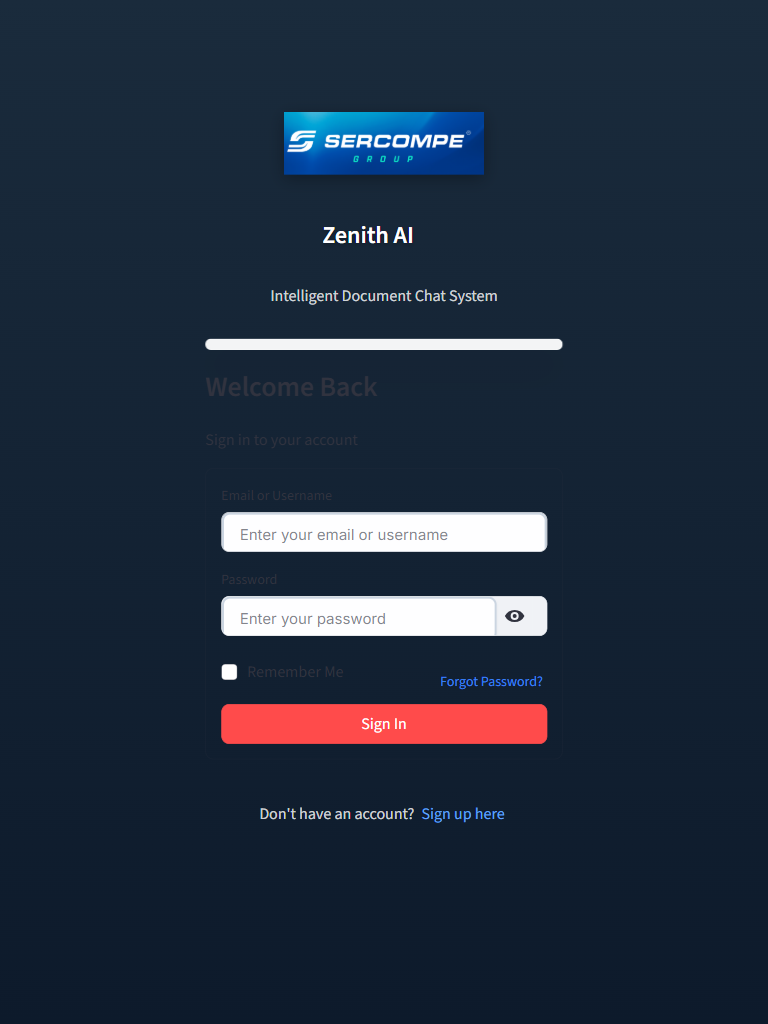 SERCOMPE®
GROUP
Zenith AI
Intelligent Document Chat System
Welcome Back
Sign in to your account
Email or Username
Enter your email or username
Password
Enter your password
Remember Me
Forgot Password?
Sign In
Don't have an account? Sign up here